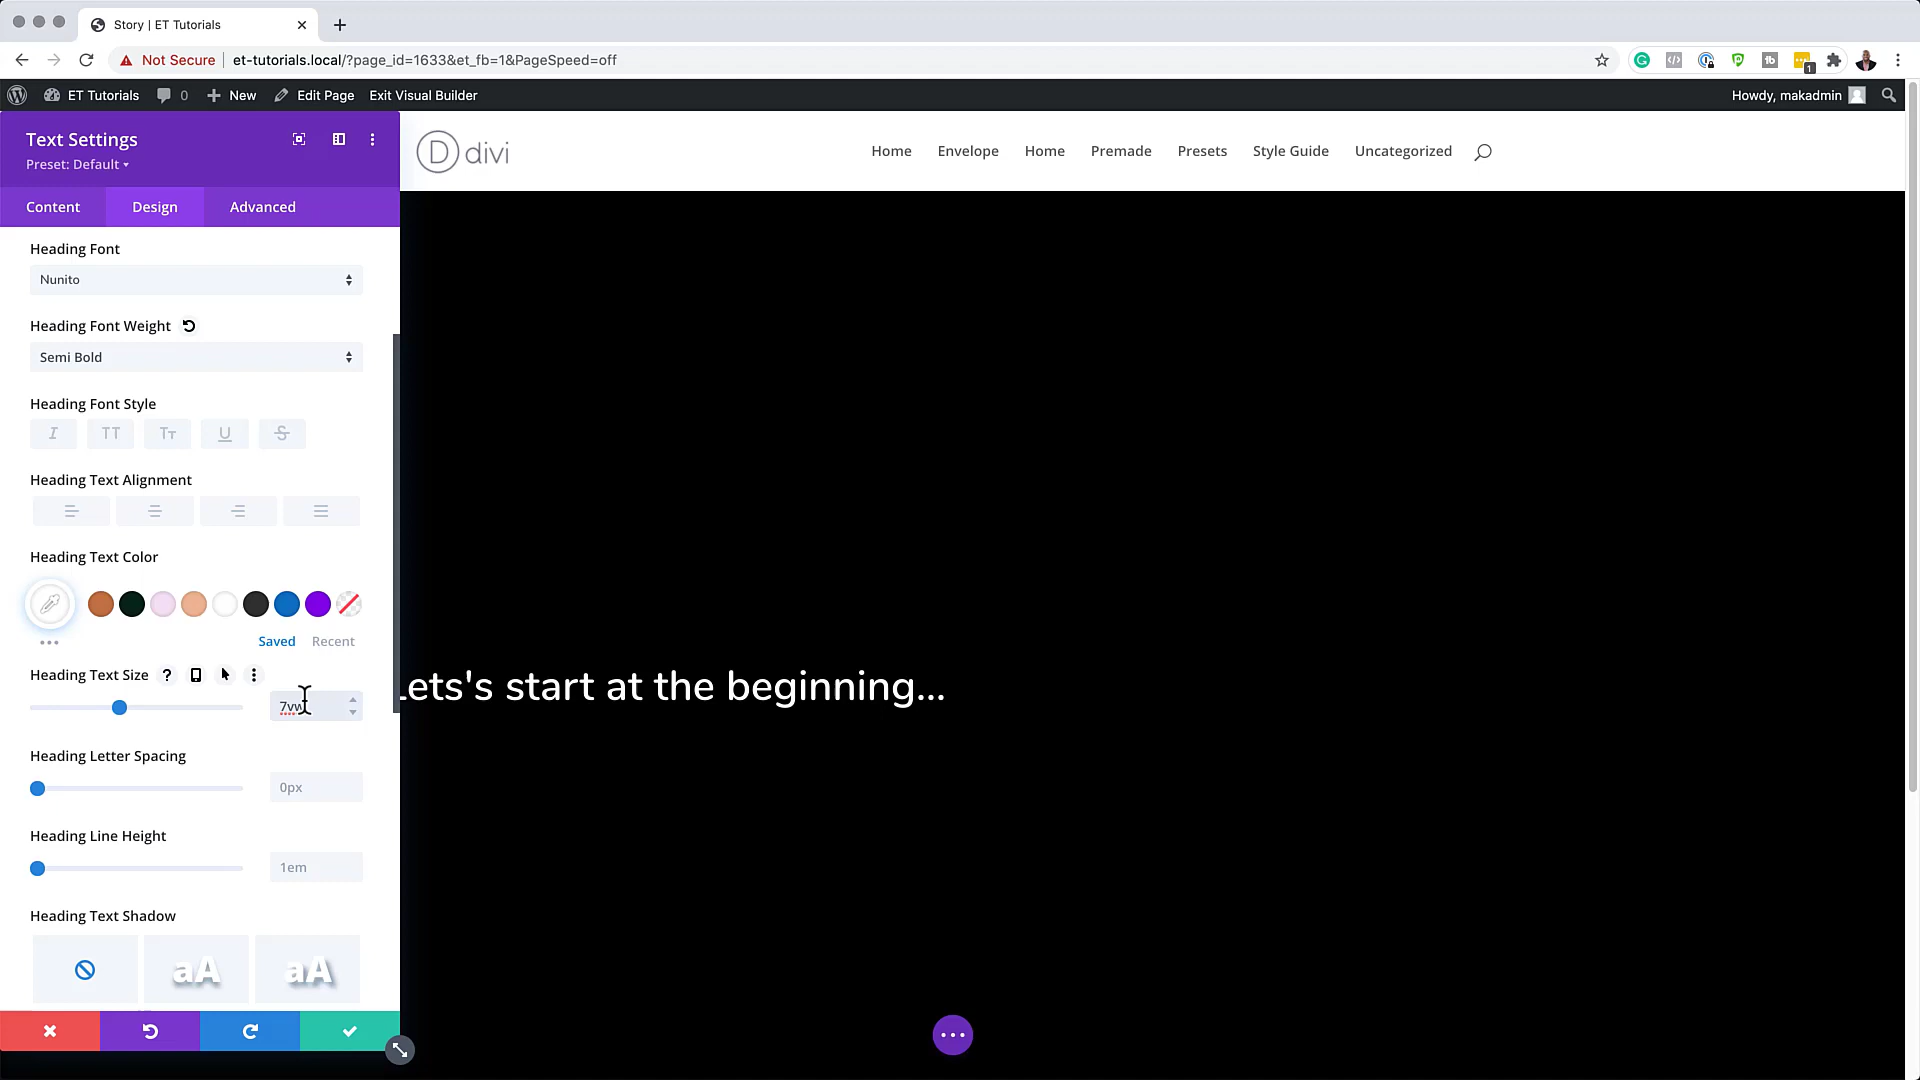 Story | ET Tutorials
Not Secure
et-tutorials.local/?page_id=1633&et_fb=1&PageSpeed=off
1
ET Tutorials
0
New
Edit Page
Exit Visual Builder
Howdy, makadmin
Text Settings
Preset: Default
Content
Design
Advanced
D divi
Home
Envelope
Home
Premade
Presets
Style Guide
Uncategorized
Heading Font
Nunito
Heading Font Weight
Semi Bold
Heading Font Style
I
TT
Tт
U
S
Heading Text Alignment
Heading Text Color
Saved
Recent
Heading Text Size
?
7vw
Lets's start at the beginning...
Heading Letter Spacing
0px
Heading Line Height
1em
Heading Text Shadow
aA
aA